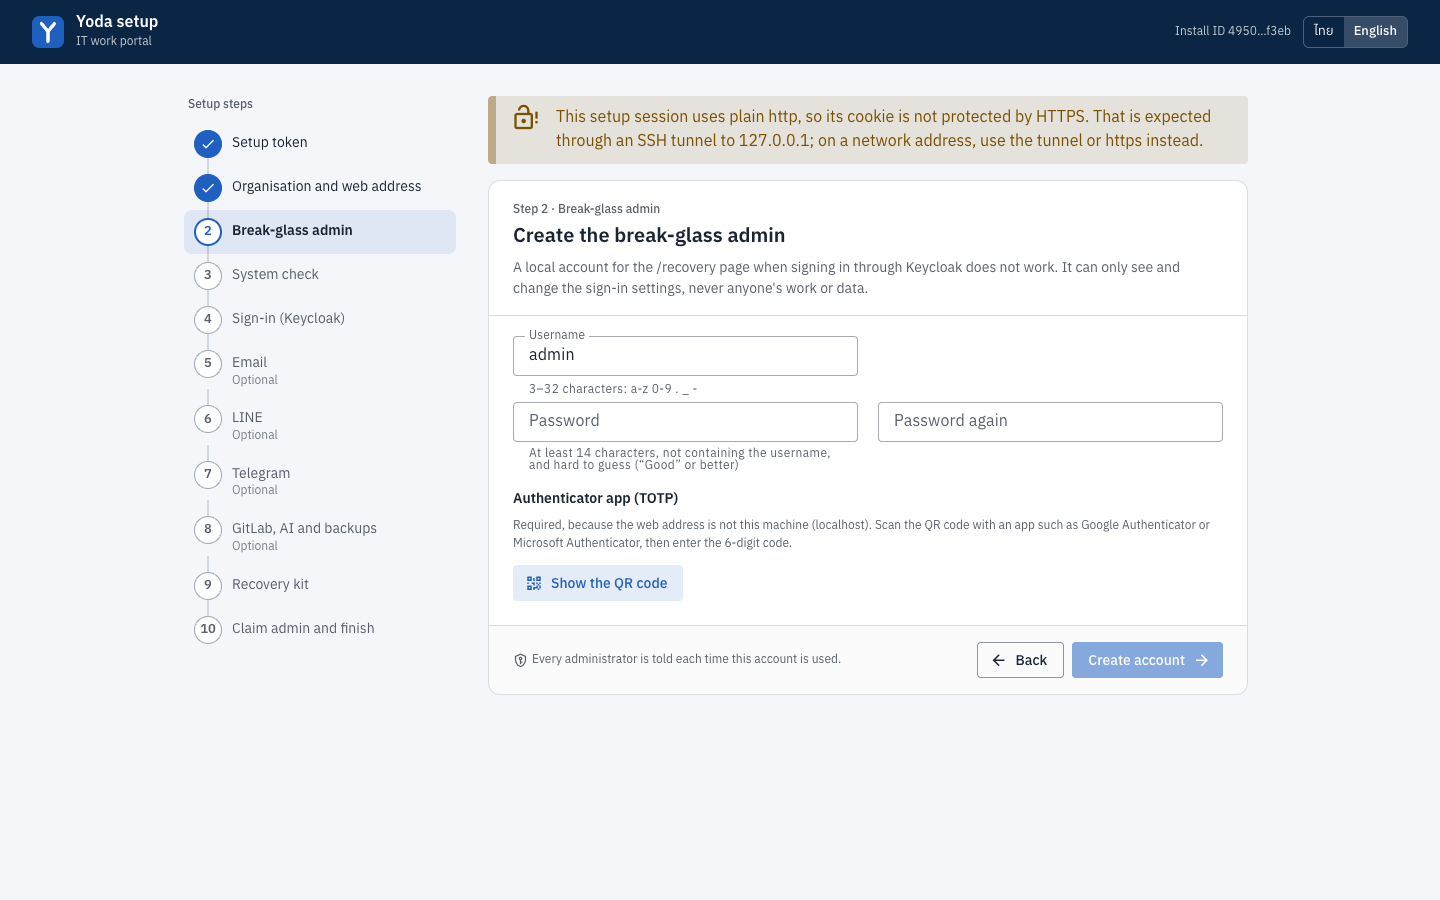 Yoda setup
IT work portal
Install ID 4950…f3eb
ไทย
English
Setup steps
Setup token
Organisation and web address
2
Break-glass admin
3
System check
4
Sign-in (Keycloak)
5
Email
Optional
6
LINE
Optional
7
Telegram
Optional
8
GitLab, AI and backups
Optional
9
Recovery kit
10
Claim admin and finish
This setup session uses plain http, so its cookie is not protected by HTTPS. That is expected
through an SSH tunnel to 127.0.0.1; on a network address, use the tunnel or https instead.
Step 2 · Break-glass admin
Create the break-glass admin
A local account for the /recovery page when signing in through Keycloak does not work. It can only see and
change the sign-in settings, never anyone's work or data.
Username
admin
3–32 characters: a-z 0-9 . _ -
Password
Password again
At least 14 characters, not containing the username,
and hard to guess (“Good” or better)
Authenticator app (TOTP)
Required, because the web address is not this machine (localhost). Scan the QR code with an app such as Google Authenticator or
Microsoft Authenticator, then enter the 6-digit code.
Show the QR code
Every administrator is told each time this account is used.
Back
Create account